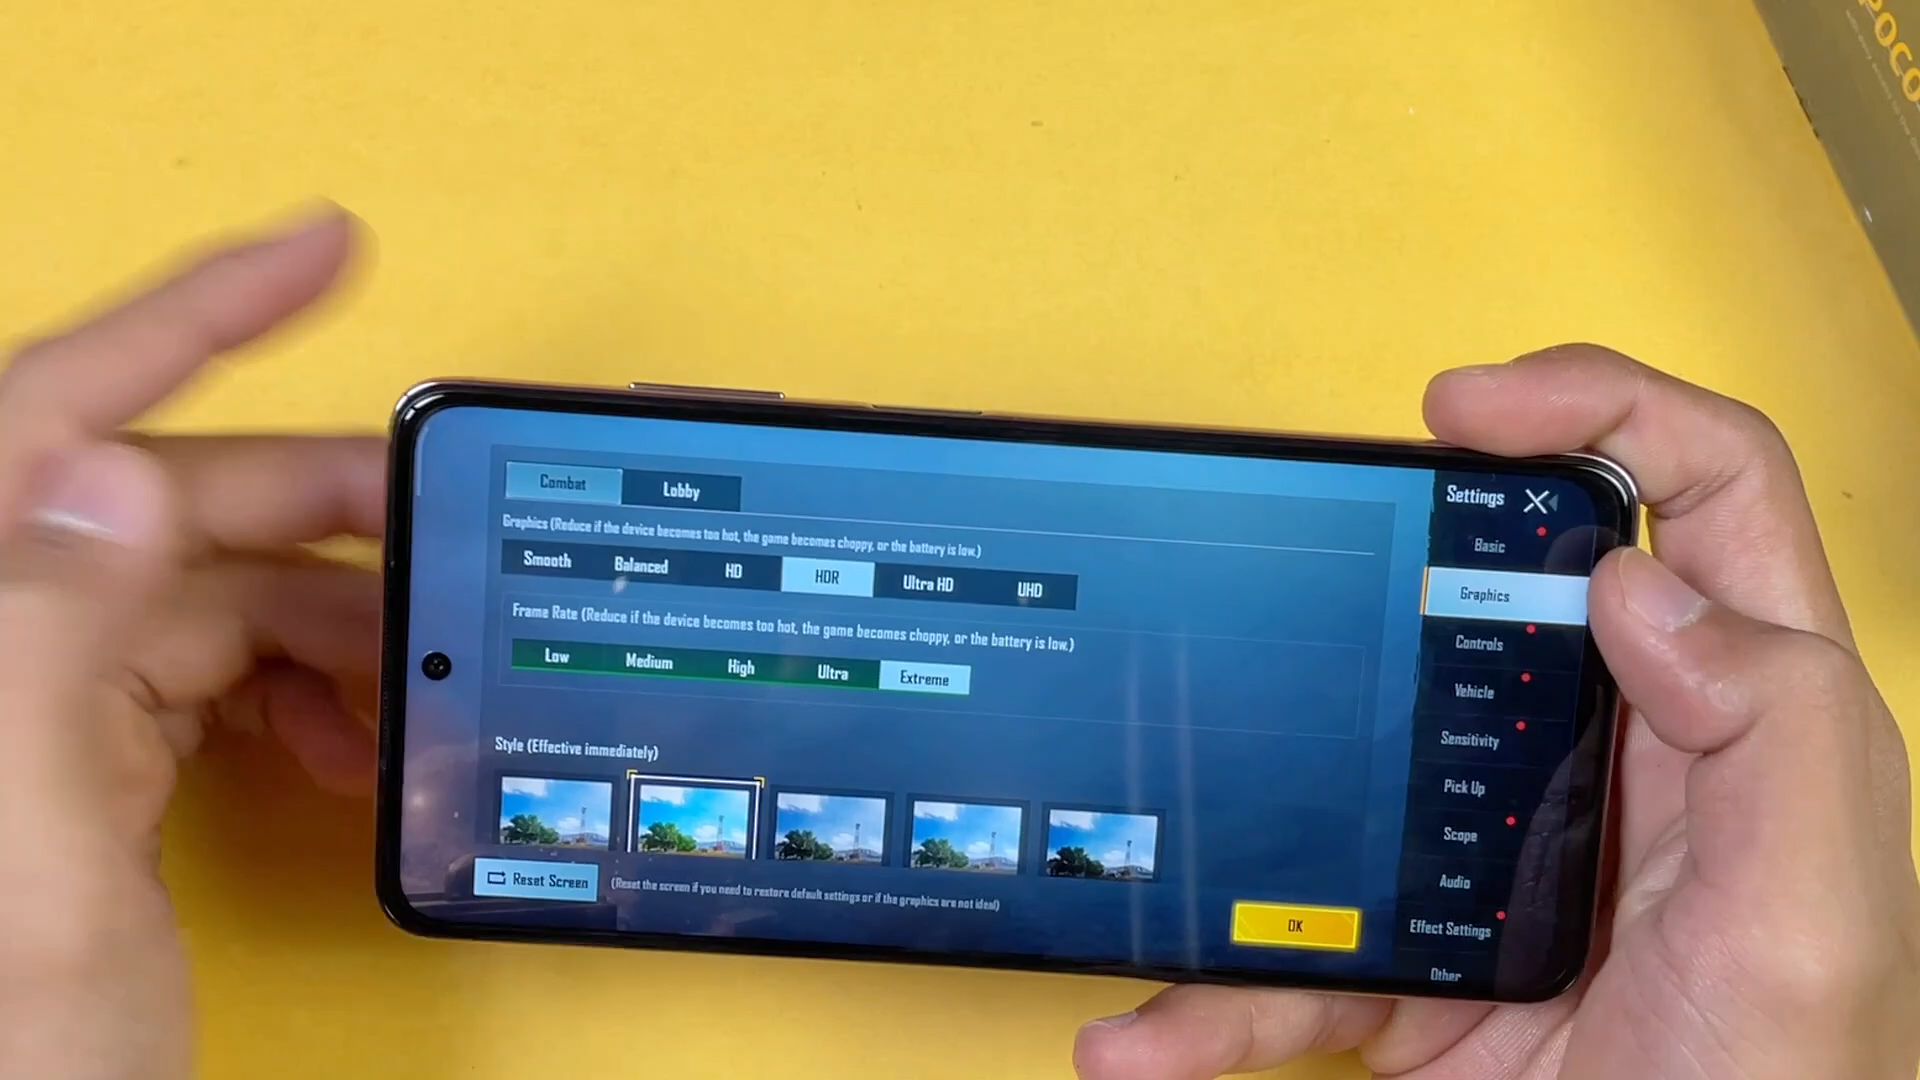 POCO
Combat
Lobby
Graphics (Reduce if the device becomes too hot, the game becomes choppy, or the battery is low.)
Smooth
Balanced
HD
HDR
Ultra HD
UHD
Frame Rate (Reduce if the device becomes too hot, the game becomes choppy, or the battery is low.)
Low
Medium
High
Ultra
Extreme
Style (Effective immediately)
Reset Screen
(Reset the screen if you need to restore default settings or if the graphics are not ideal)
OK
Settings
Basic
Graphics
Controls
Vehicle
Sensitivity
Pick Up
Scope
Audio
Effect Settings
Other